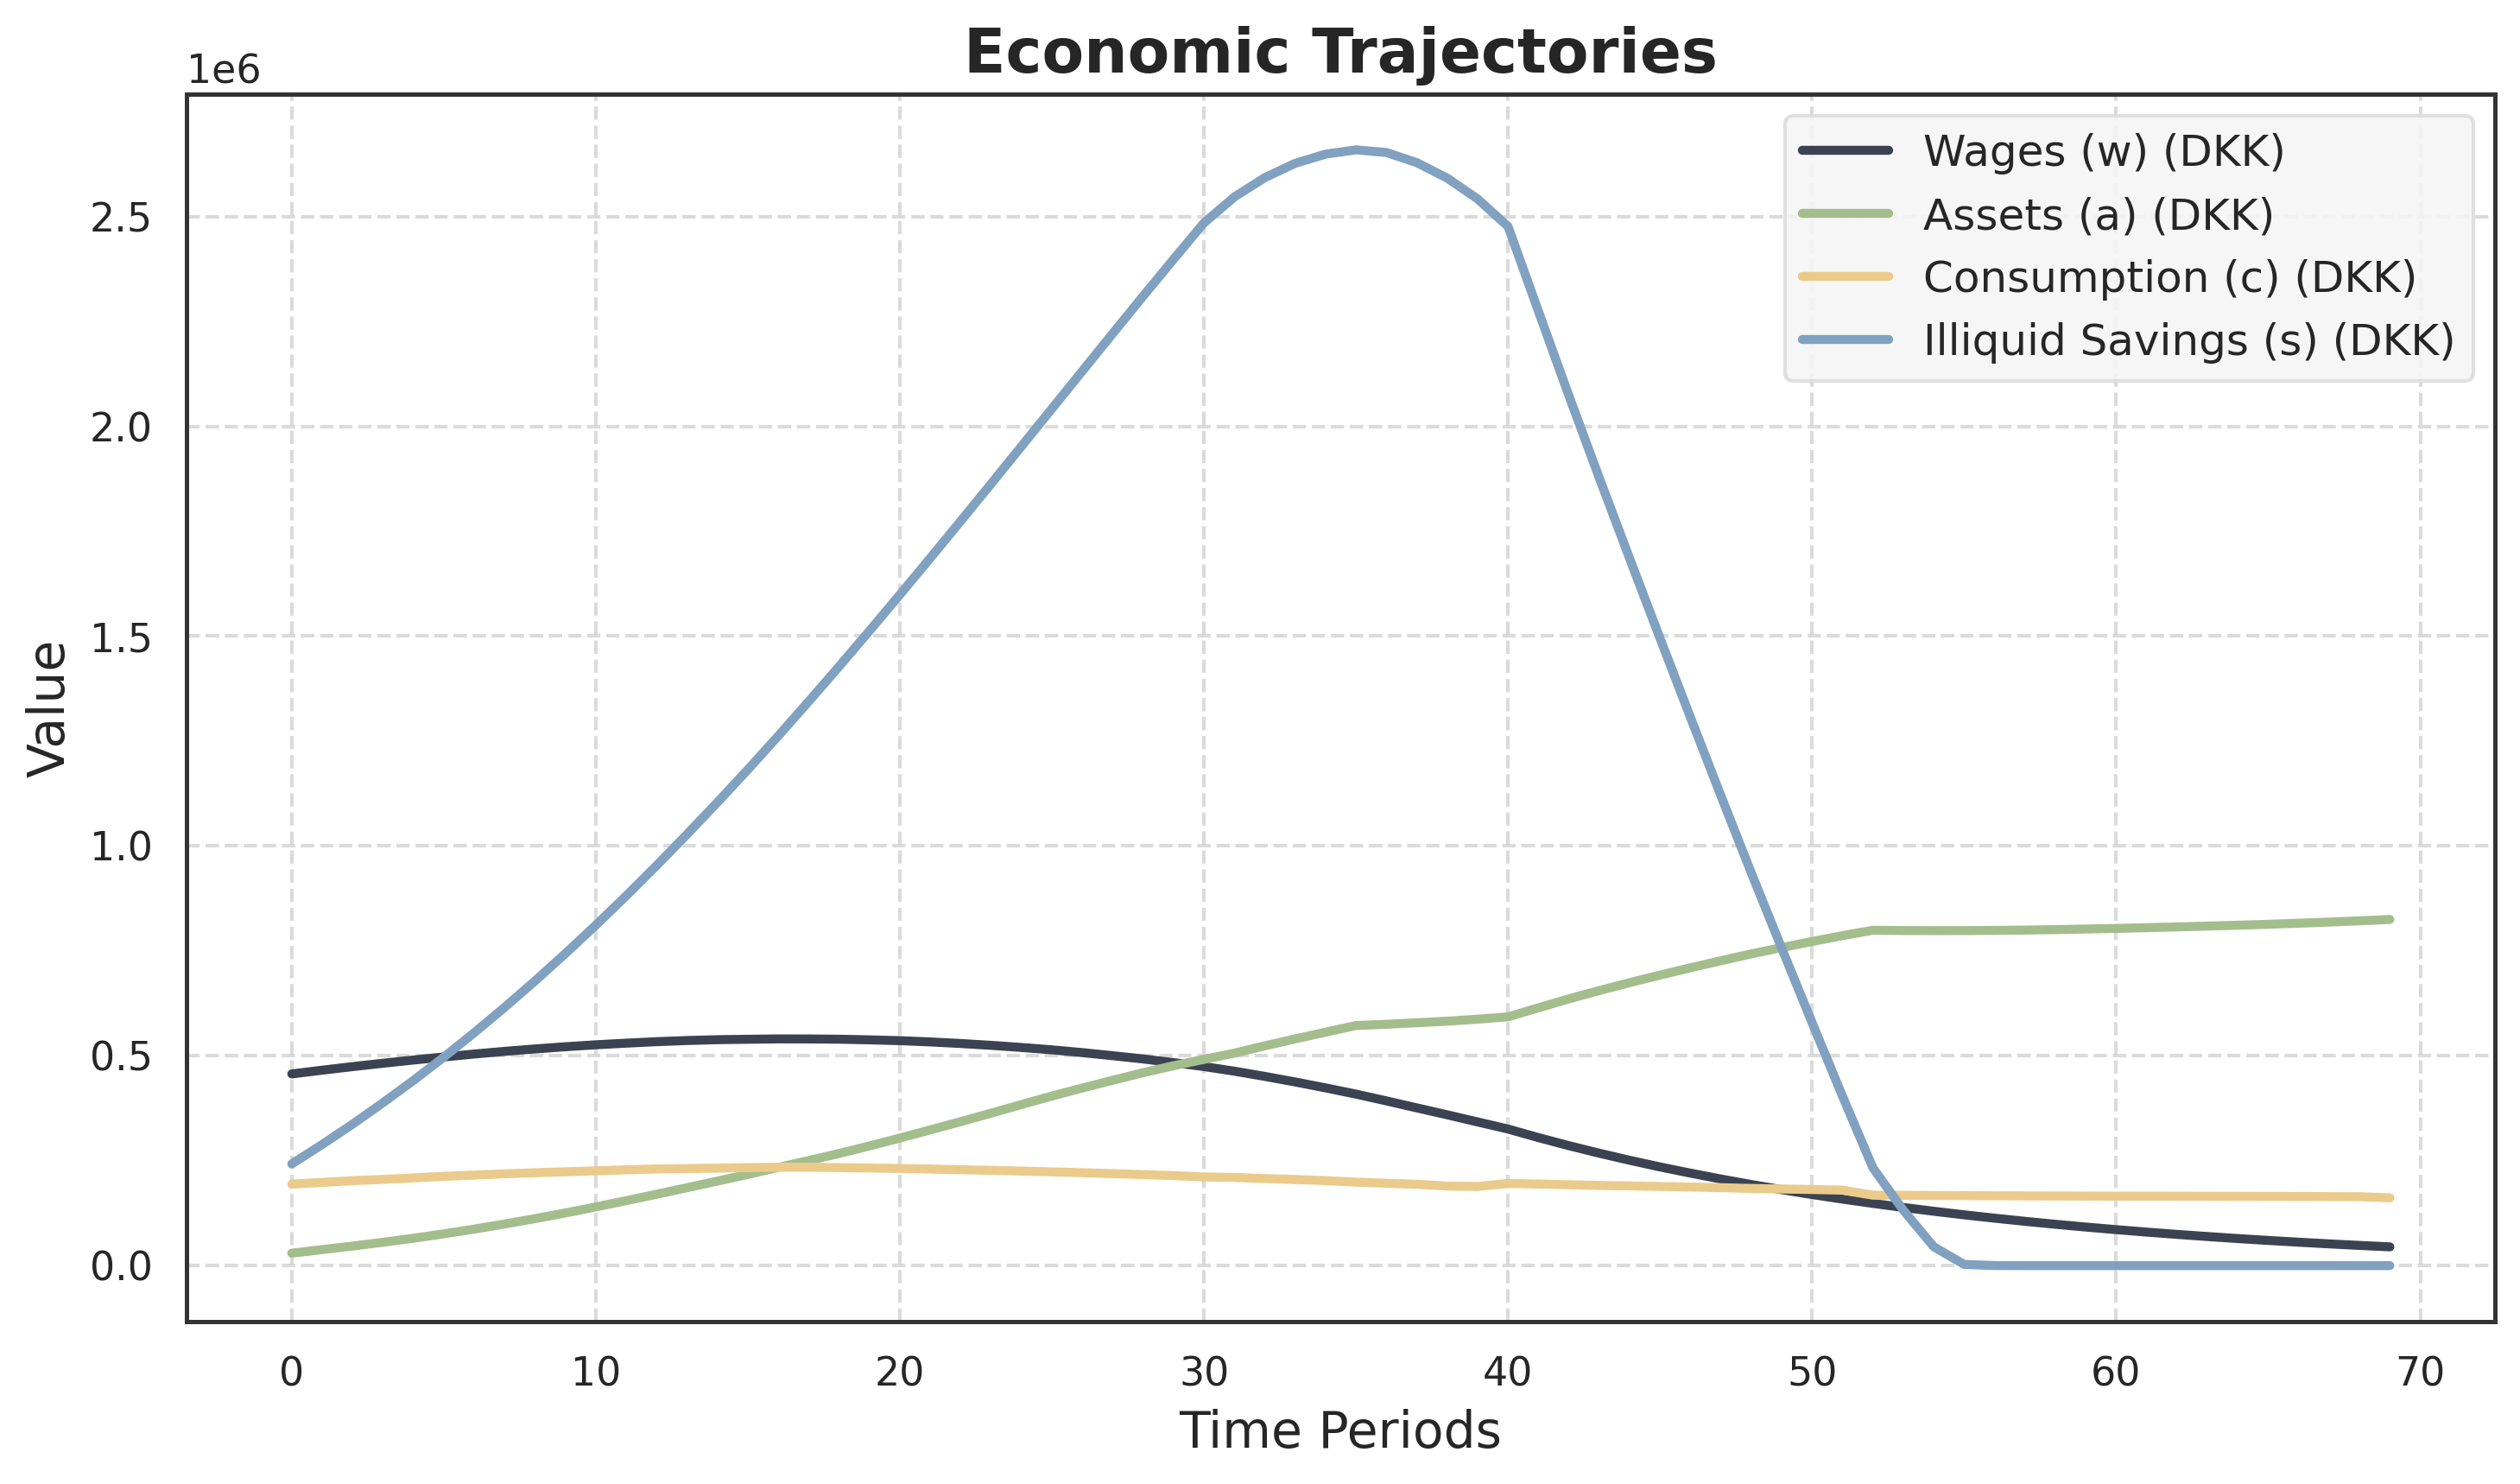 Economic Trajectories
1e6
Wages (w) (DKK)
Assets (a) (DKK)
Consumption (c) (DKK)
Illiquid Savings (s) (DKK)
2.5
2.0
1.5
1.0
0.5
0.0
Value
0 10 20 30 40 50 60 70
Time Periods